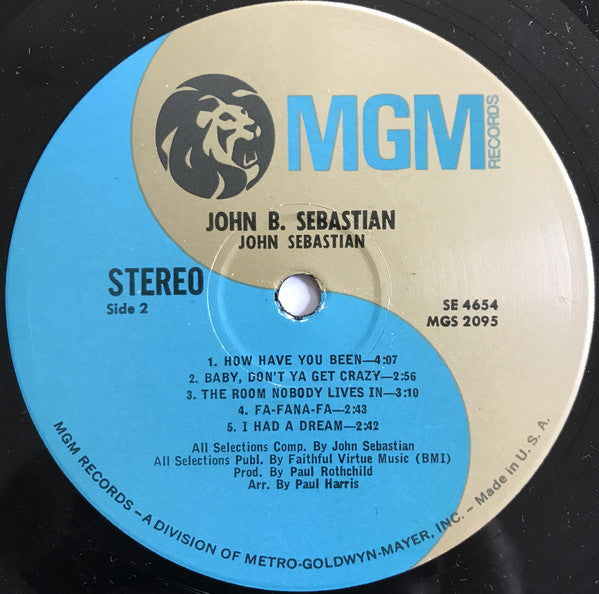 MGM
RECORDS
JOHN B. SEBASTIAN
JOHN SEBASTIAN
STEREO
Side 2
SE 4654
MGS 2095
1. HOW HAVE YOU BEEN—4:07
2. BABY, DON'T YA GET CRAZY—2:56
3. THE ROOM NOBODY LIVES IN—3:10
4. FA-FANA-FA—2:43
5. I HAD A DREAM—2:42
All Selections Comp. By John Sebastian
All Selections Publ. By Faithful Virtue Music (BMI)
Prod. By Paul Rothchild
Arr. By Paul Harris
MGM RECORDS – A DIVISION OF METRO-GOLDWYN-MAYER, INC. – Made in U. S. A.